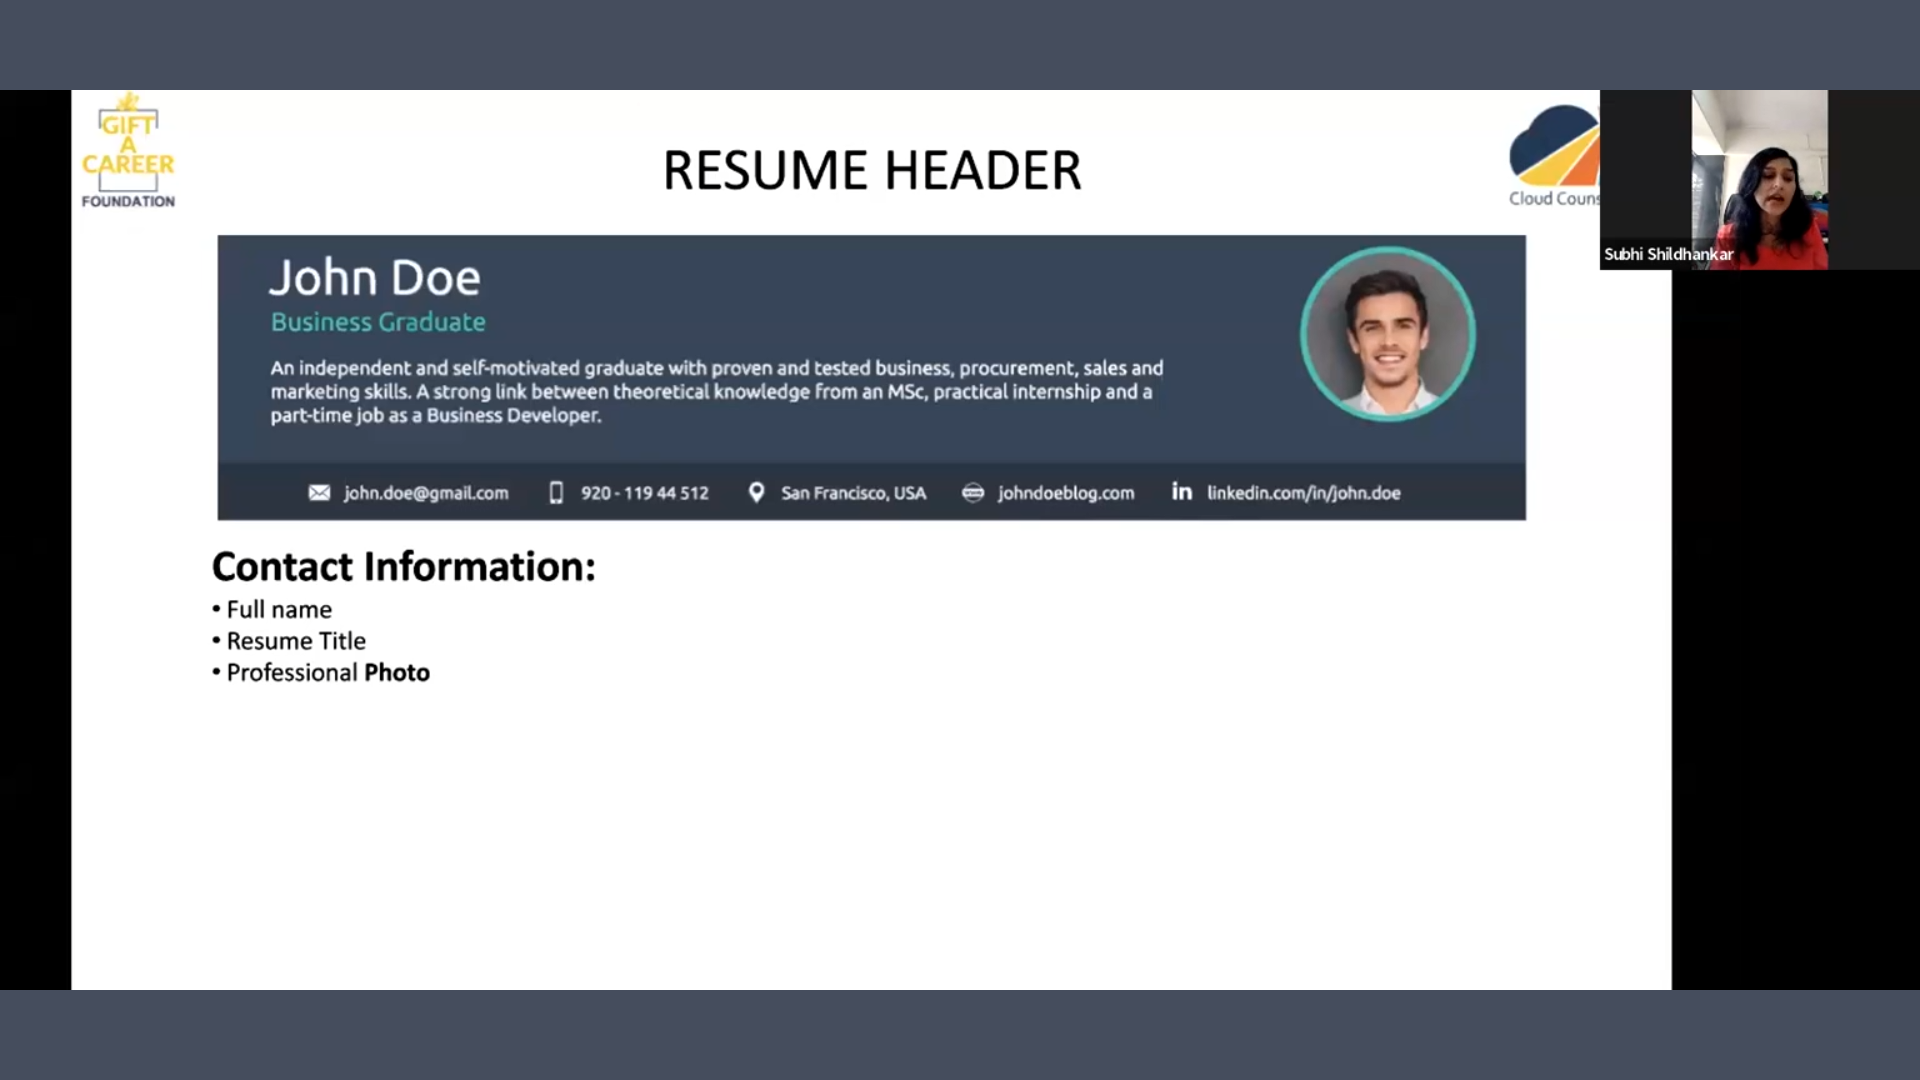 GIFT
A
CAREER
FOUNDATION
RESUME HEADER
Cloud Couns
Subhi Shildhankar
John Doe
Business Graduate
An independent and self-motivated graduate with proven and tested business, procurement, sales and
marketing skills. A strong link between theoretical knowledge from an MSc, practical internship and a
part-time job as a Business Developer.
john.doe@gmail.com 920 - 119 44 512 San Francisco, USA johndoeblog.com in linkedin.com/in/john.doe
Contact Information:
• Full name
• Resume Title
• Professional Photo